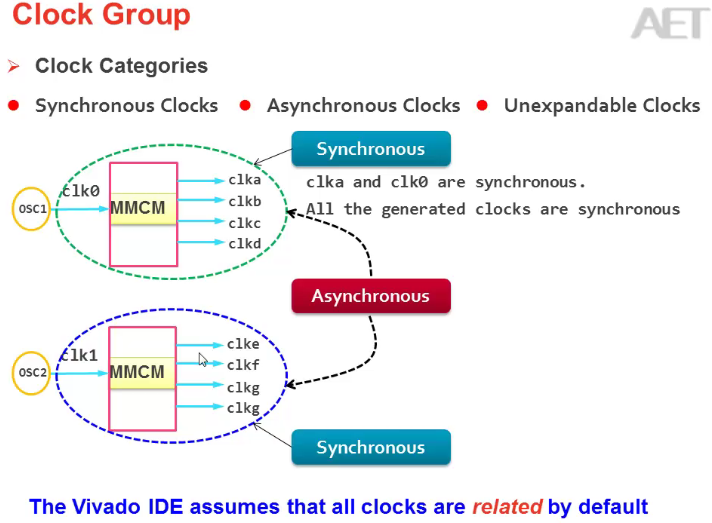 Clock Group
AET
Clock Categories
Synchronous Clocks
Asynchronous Clocks
Unexpandable Clocks
Synchronous
clka and clk0 are synchronous.
All the generated clocks are synchronous
OSC1
clk0
MMCM
clka
clkb
clkc
clkd
Asynchronous
OSC2
clk1
MMCM
clke
clkf
clkg
clkg
Synchronous
The Vivado IDE assumes that all clocks are related by default